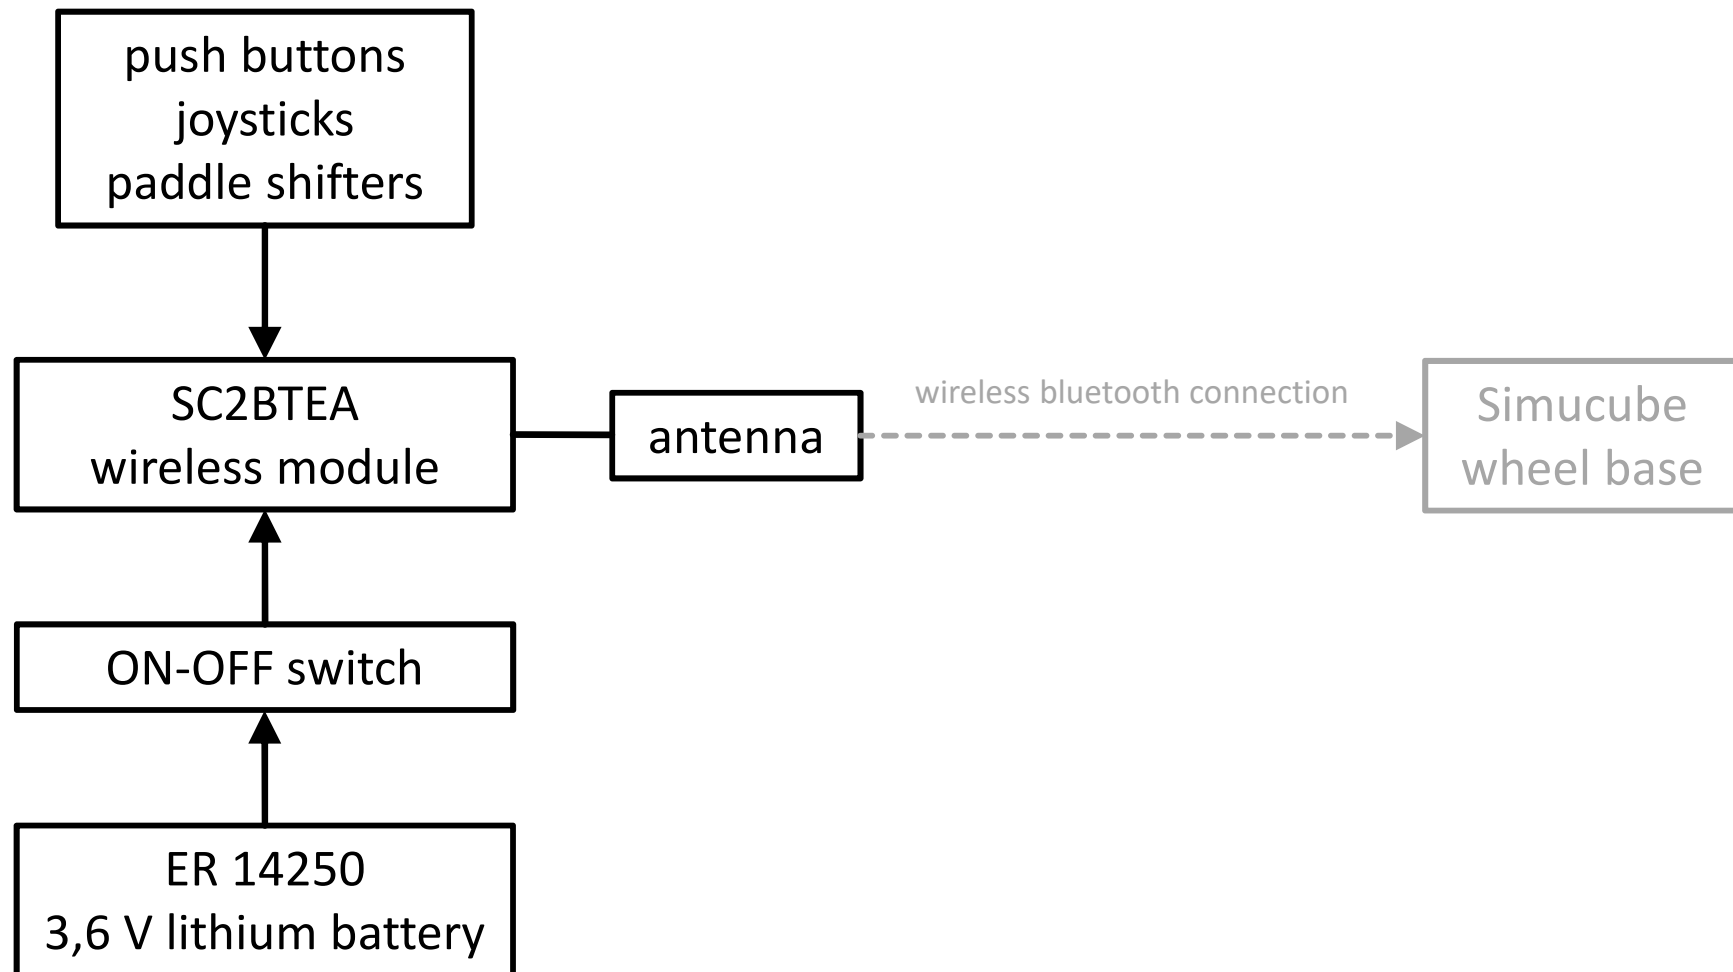 push buttons
joysticks
paddle shifters
SC2BTEA
wireless module
antenna
wireless bluetooth connection
Simucube
wheel base
ON-OFF switch
ER 14250
3,6 V lithium battery